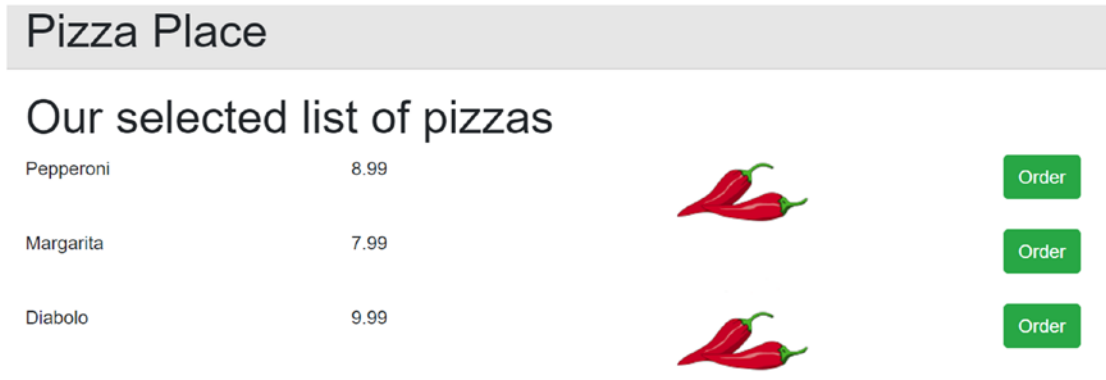 Pizza Place
Our selected list of pizzas
Pepperoni 8.99 Order
Margarita 7.99 Order
Diabolo 9.99 Order